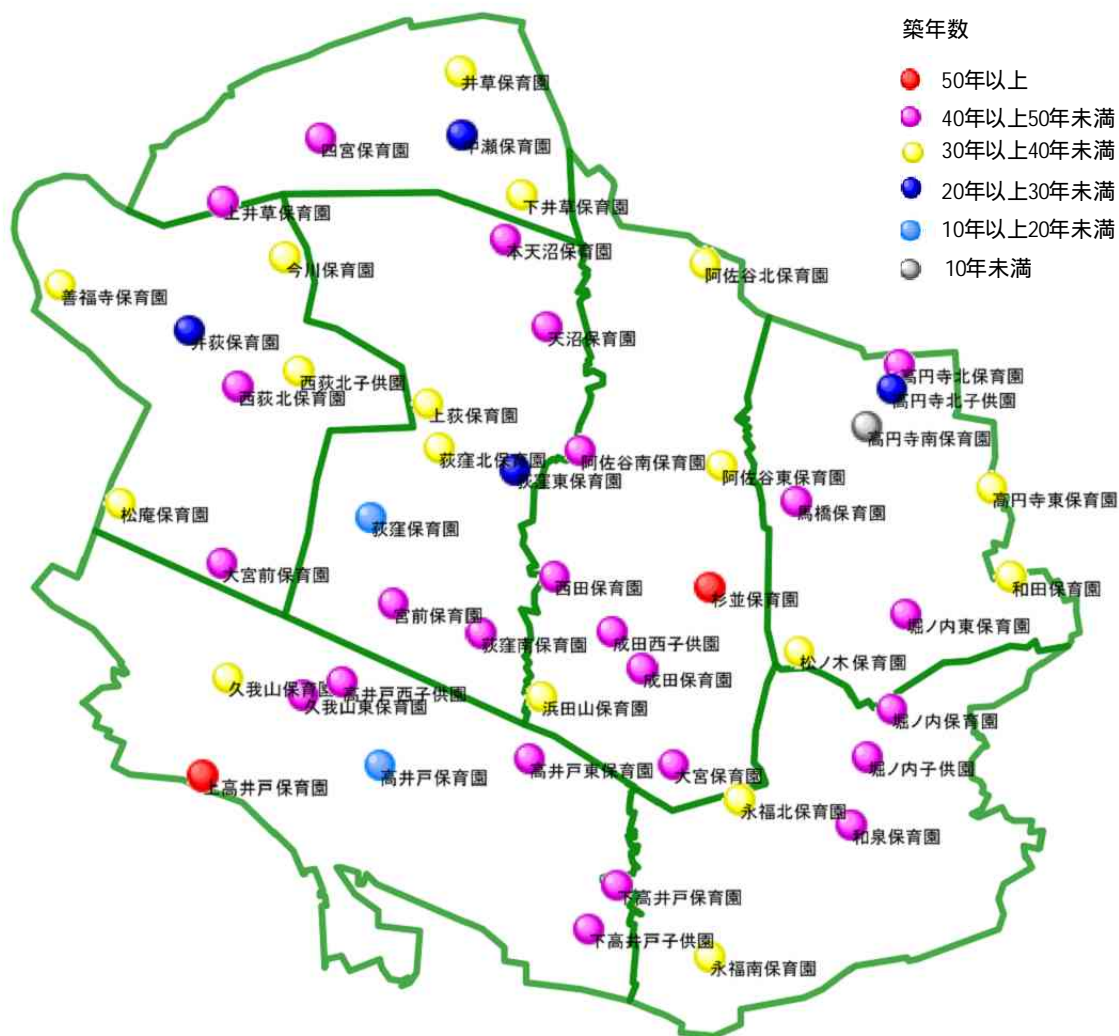 築年数
50年以上
40年以上50年未満
30年以上40年未満
20年以上30年未満
10年以上20年未満
10年未満
井草保育園
中瀬保育園
四宮保育園
下井草保育園
上井草保育園
本天沼保育園
今川保育園
阿佐谷北保育園
善福寺保育園
井荻保育園
天沼保育園
西荻北子供園
西荻北保育園
高円寺北保育園
高円寺北子供園
上荻保育園
高円寺南保育園
荻窪北保育園
阿佐谷南保育園
荻窪東保育園
阿佐谷東保育園
高円寺東保育園
馬橋保育園
松庵保育園
荻窪保育園
大宮前保育園
西田保育園
杉並保育園
和田保育園
宮前保育園
堀ノ内東保育園
荻窪南保育園
成田西子供園
松ノ木保育園
成田保育園
久我山保育園
高井戸西子供園
久我山東保育園
浜田山保育園
堀ノ内保育園
上高井戸保育園
高井戸保育園
高井戸東保育園
大宮保育園
堀ノ内子供園
永福北保育園
和泉保育園
下高井戸保育園
下高井戸子供園
永福南保育園